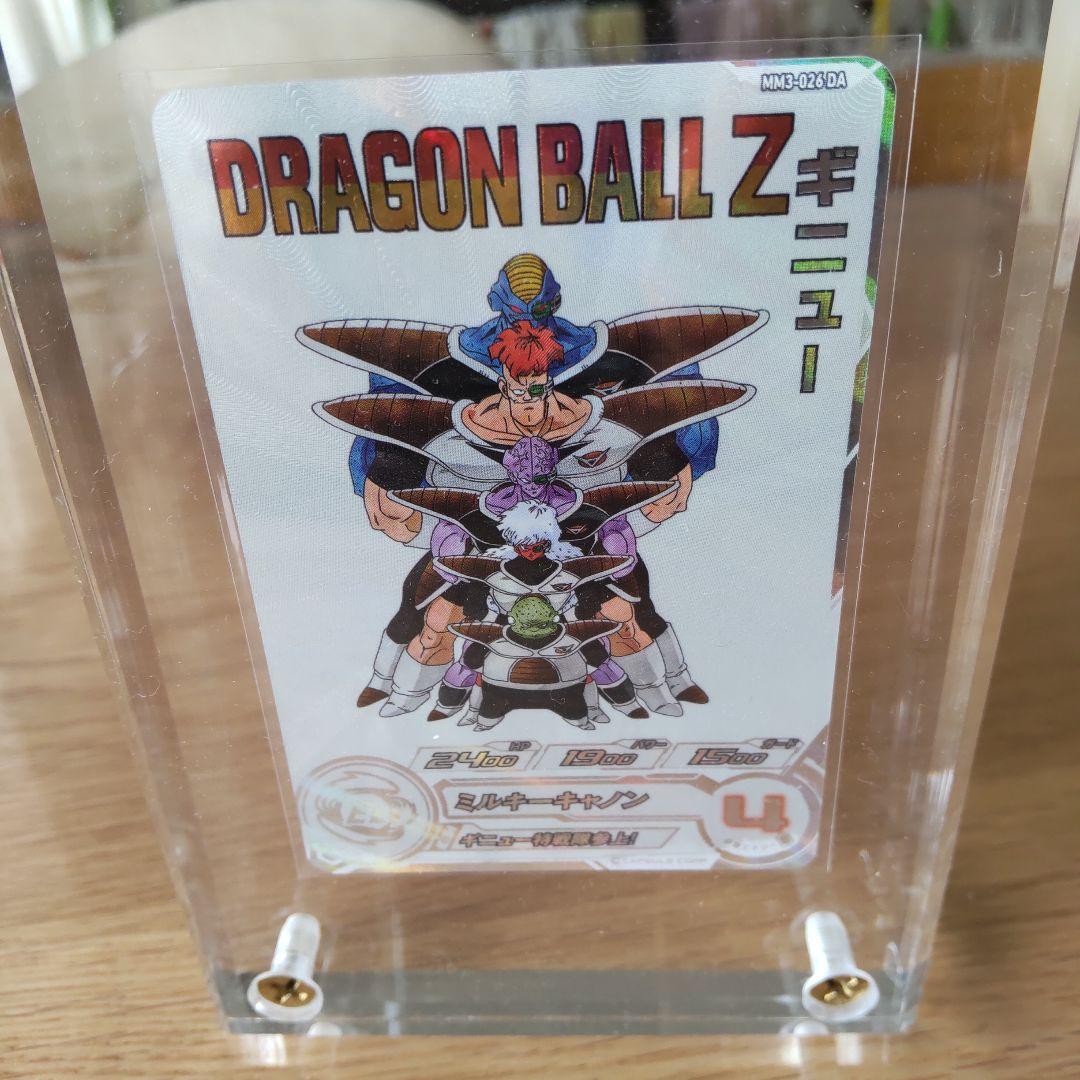 MM3-026 DA
DRAGON BALL Z
ギニュー
HP
2400
パワー
1900
ガード
1500
ミルキーキャノン
ギニュー特戦隊参上!
4
©CAPSULE CORP